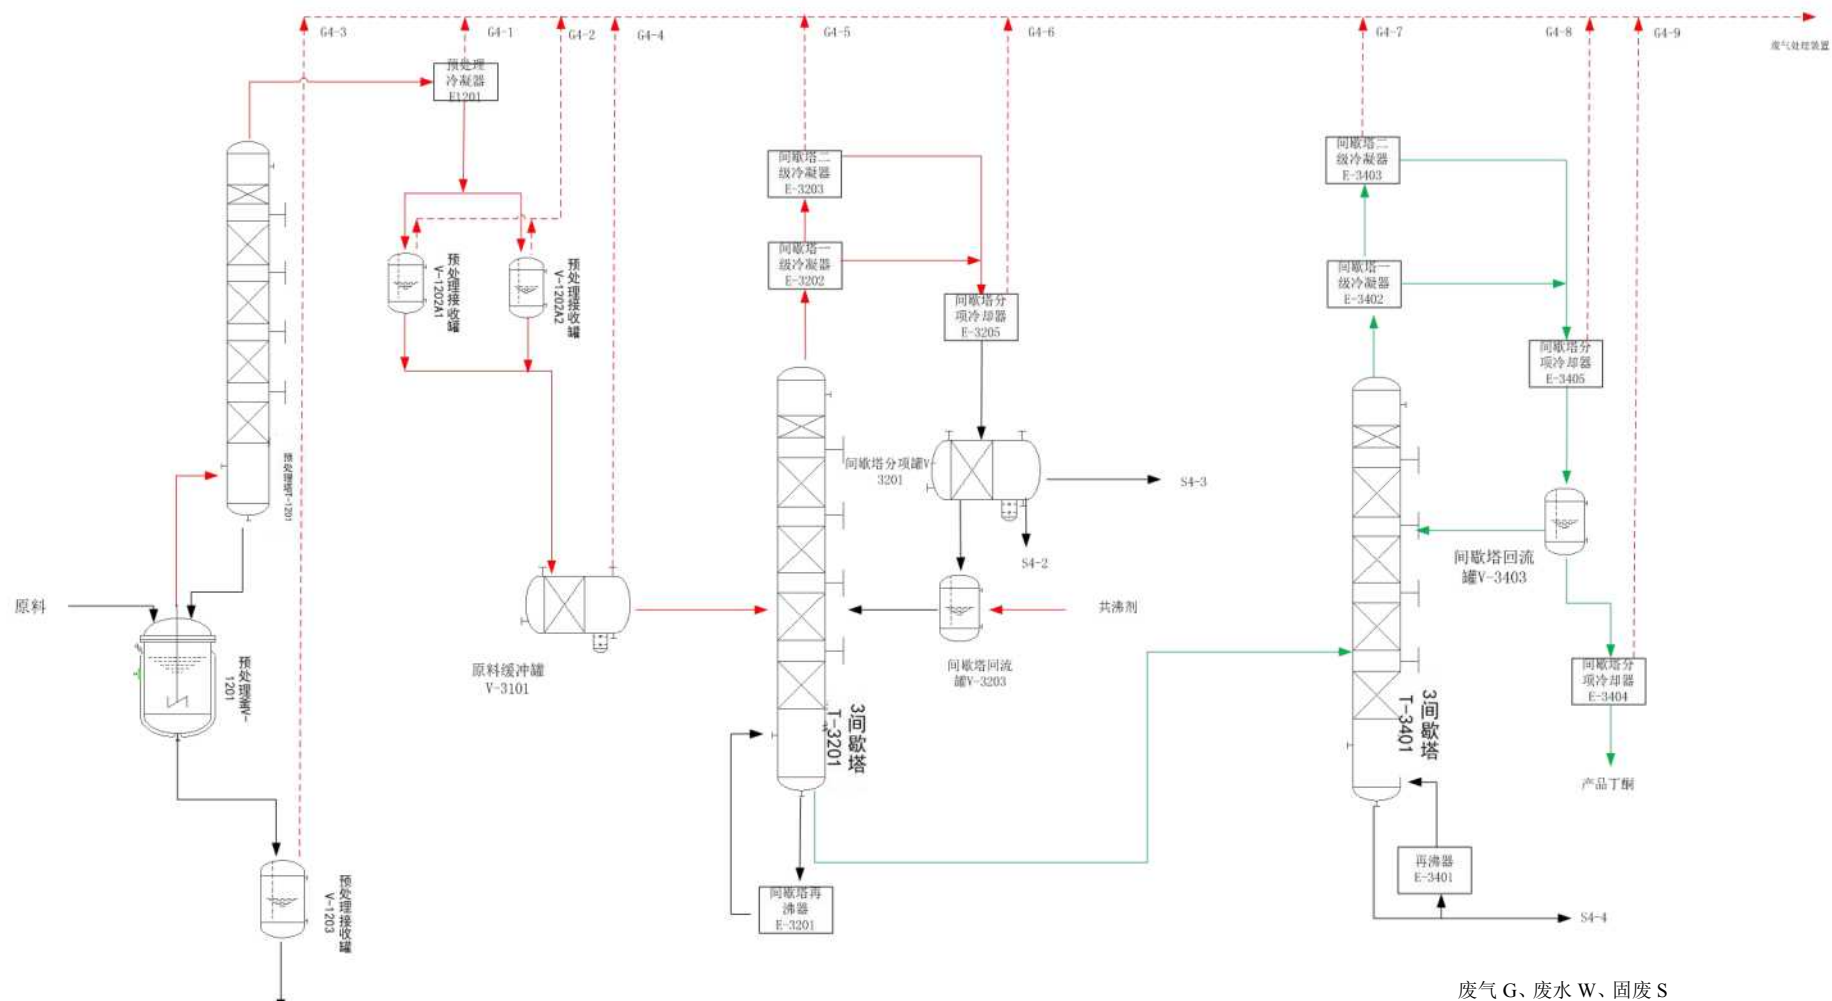 G4-3
G4-1
G4-2
G4-4
G4-5
G4-6
G4-7
G4-8
G4-9
废气处理装置
预处理
冷凝器
E1201
间歇塔二
级冷凝器
E-3203
间歇塔一
级冷凝器
E-3202
间歇塔分
项冷却器
E-3205
间歇塔二
级冷凝器
E-3403
间歇塔一
级冷凝器
E-3402
间歇塔分
项冷却器
E-3405
预处理接收罐
V-1202A1
预处理接收罐
V-1202A2
预处理塔T-1201
间歇塔分项罐V-
3201
S4-3
S4-2
间歇塔回流
罐V-3403
原料
共沸剂
预处理釜V-
1201
原料缓冲罐
V-3101
间歇塔回流
罐V-3203
间歇塔分
项冷却器
E-3404
3间歇塔
T-3201
3间歇塔
T-3401
产品丁酮
预处理接收罐
V-1203
间歇塔再
沸器
E-3201
再沸器
E-3401
S4-4
废气 G、废水 W、固废 S